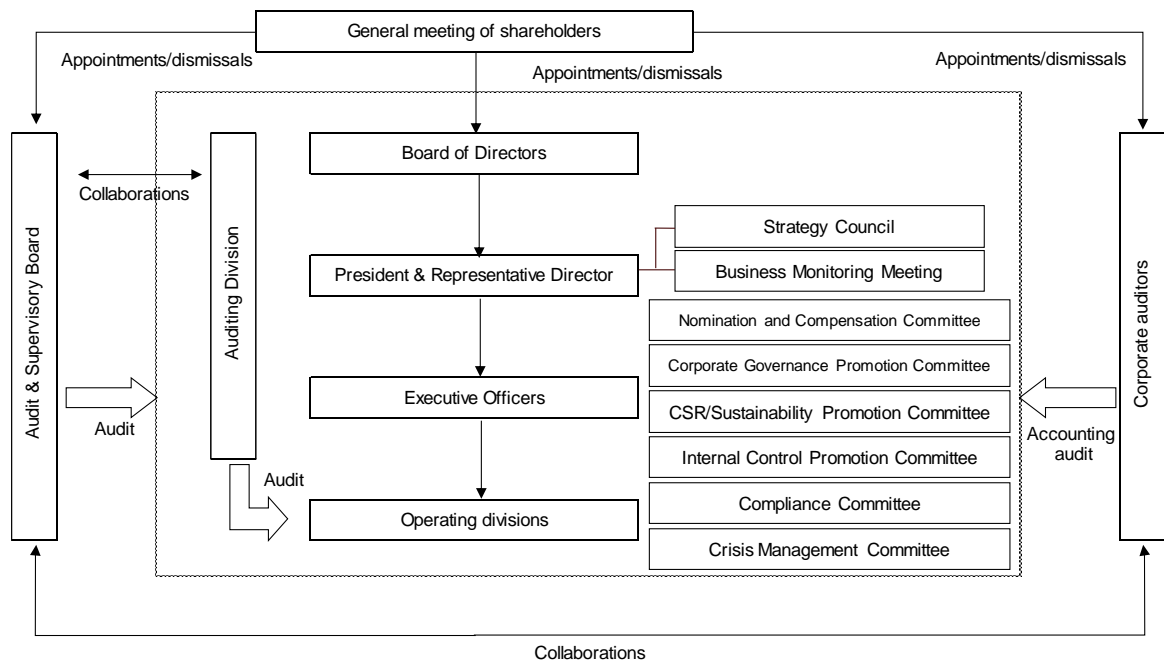 General meeting of shareholders
Appointments/dismissals
Appointments/dismissals
Appointments/dismissals
Audit & Supervisory Board
Collaborations
Auditing Division
Board of Directors
Strategy Council
President & Representative Director
Business Monitoring Meeting
Nomination and Compensation Committee
Corporate Governance Promotion Committee
Executive Officers
CSR/Sustainability Promotion Committee
Internal Control Promotion Committee
Audit
Audit
Operating divisions
Compliance Committee
Crisis Management Committee
Corporate auditors
Accounting
audit
Collaborations